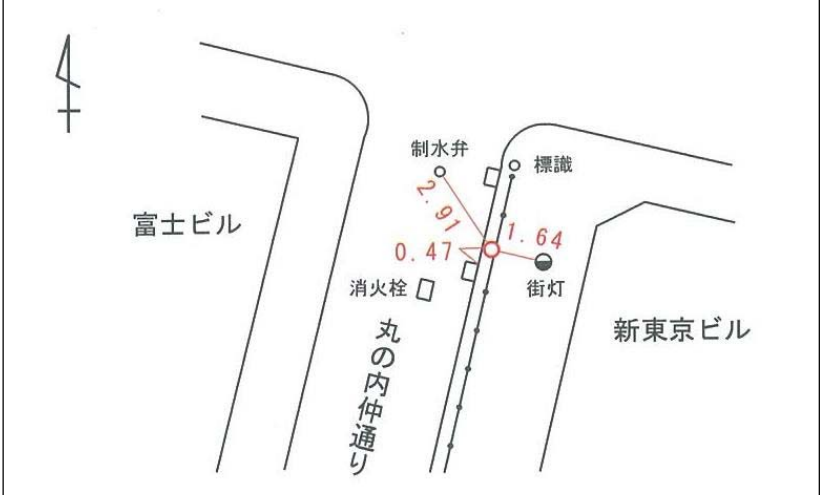 制水弁
標識
2.91
富士ビル
1.64
0.47
消火栓
街灯
新東京ビル
丸の内仲通り